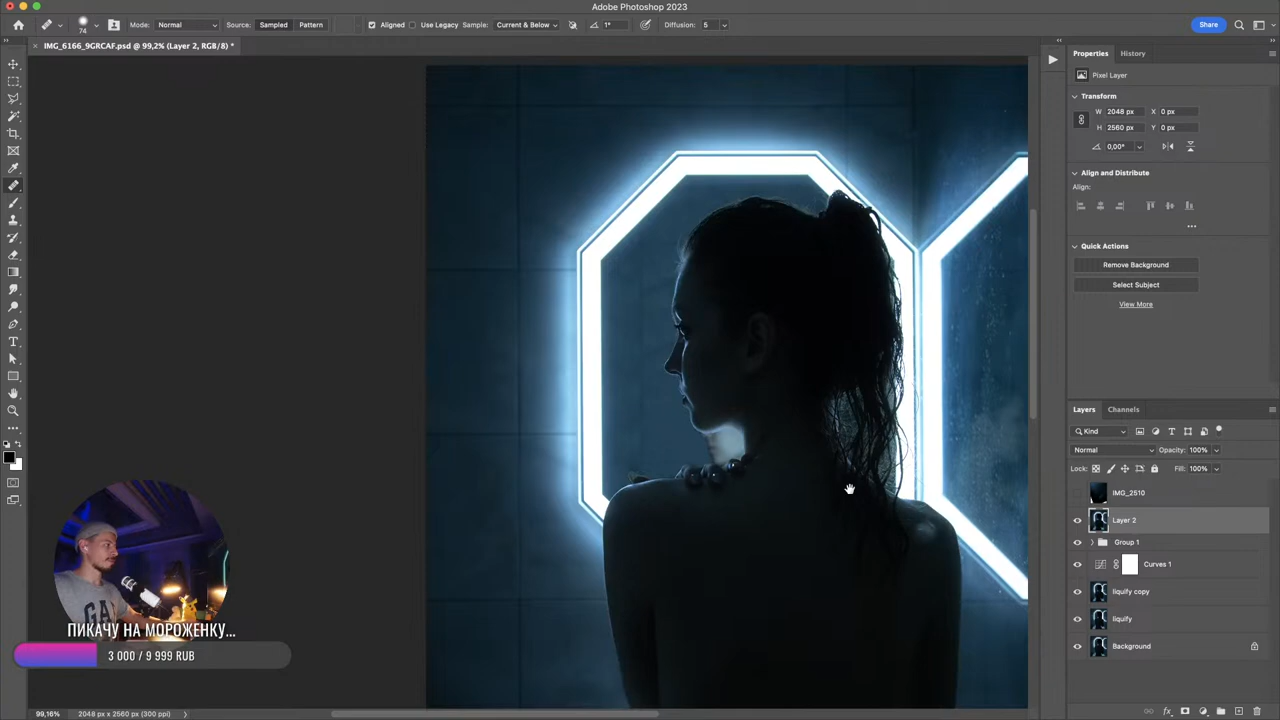 Adobe Photoshop 2023
74
Mode: Normal
Source: Sampled Pattern
Aligned
Use Legacy
Sample: Current & Below
1°
Diffusion: 5
Share
IMG_6166_9GRCAF.psd @ 99,2% (Layer 2, RGB/8) *
Properties
History
Pixel Layer
Transform
W 2048 px X 0 px
H 2560 px Y 0 px
0,00°
Align and Distribute
Align:
Quick Actions
Remove Background
Select Subject
View More
Layers
Channels
Kind
Normal
Opacity: 100%
Lock:
Fill: 100%
IMG_2510
Layer 2
Group 1
Curves 1
liquify copy
liquify
Background
GAP
ПИКАЧУ НА МОРОЖЕНКУ...
3 000 / 9 999 RUB
99,16%
2048 px x 2560 px (300 ppi)